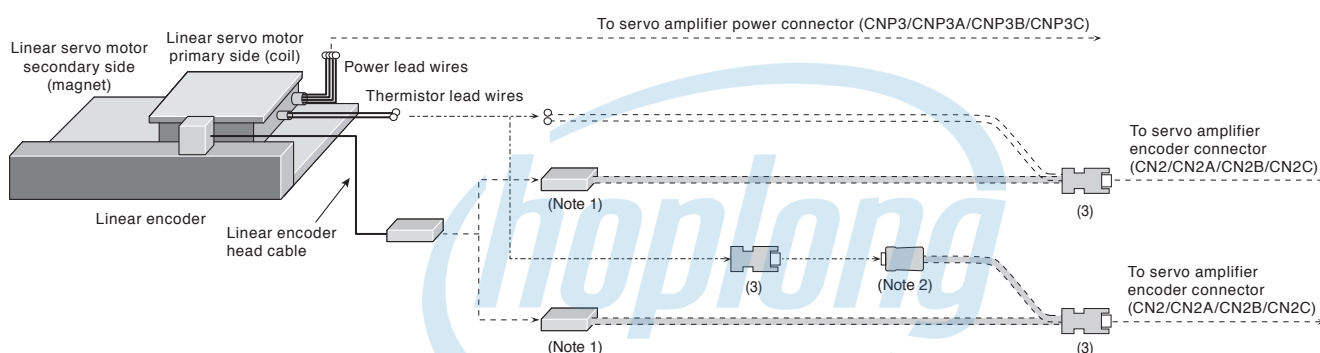 To servo amplifier power connector (CNP3/CNP3A/CNP3B/CNP3C)
Linear servo motor
primary side (coil)
Linear servo motor
secondary side
(magnet)
Power lead wires
Thermistor lead wires
To servo amplifier
encoder connector
(CN2/CN2A/CN2B/CN2C)
(Note 1)
(3)
Linear encoder
Linear encoder
head cable
hoplong
(3)
(Note 2)
To servo amplifier
encoder connector
(CN2/CN2A/CN2B/CN2C)
(Note 1)
(3)